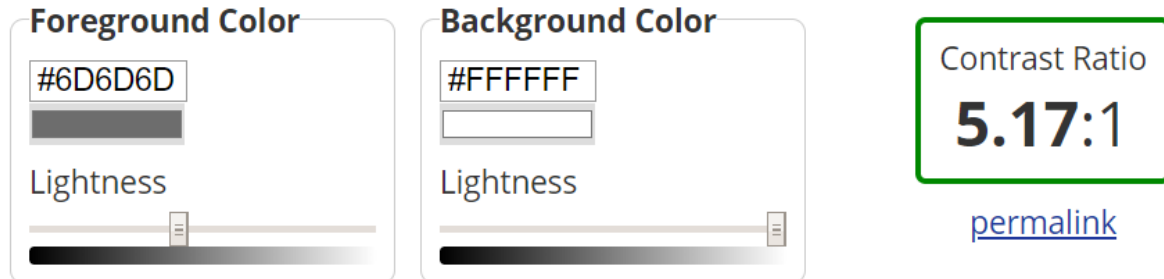 Foreground Color
#6D6D6D
Lightness
Background Color
#FFFFFF
Lightness
Contrast Ratio
5.17:1
permalink